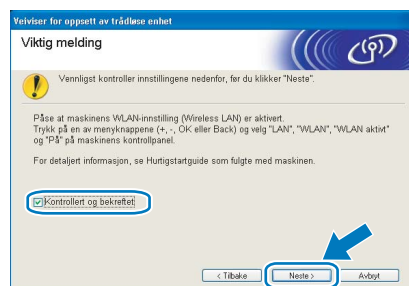 Veiviser for oppsett av trådløse enhet
Viktig melding
Vennligst kontroller innstillingene nedenfor, før du klikker "Neste".
Påse at maskinens WLAN-innstilling (Wireless LAN) er aktivert.
Trykk på en av menyknappene (+, -, OK eller Back) og velg "LAN", "WLAN", "WLAN aktivt"
og "På" på maskinens kontrollpanel.
For detaljert informasjon, se Hurtigstartguide som fulgte med maskinen.
Kontrollert og bekreftet
< Tilbake
Neste >
Avbryt